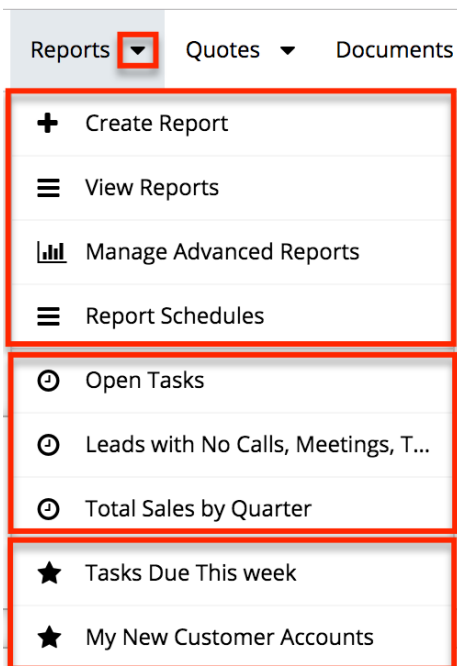 Reports Quotes Documents
Create Report
View Reports
Manage Advanced Reports
Report Schedules
Open Tasks
Leads with No Calls, Meetings, T...
Total Sales by Quarter
Tasks Due This week
My New Customer Accounts